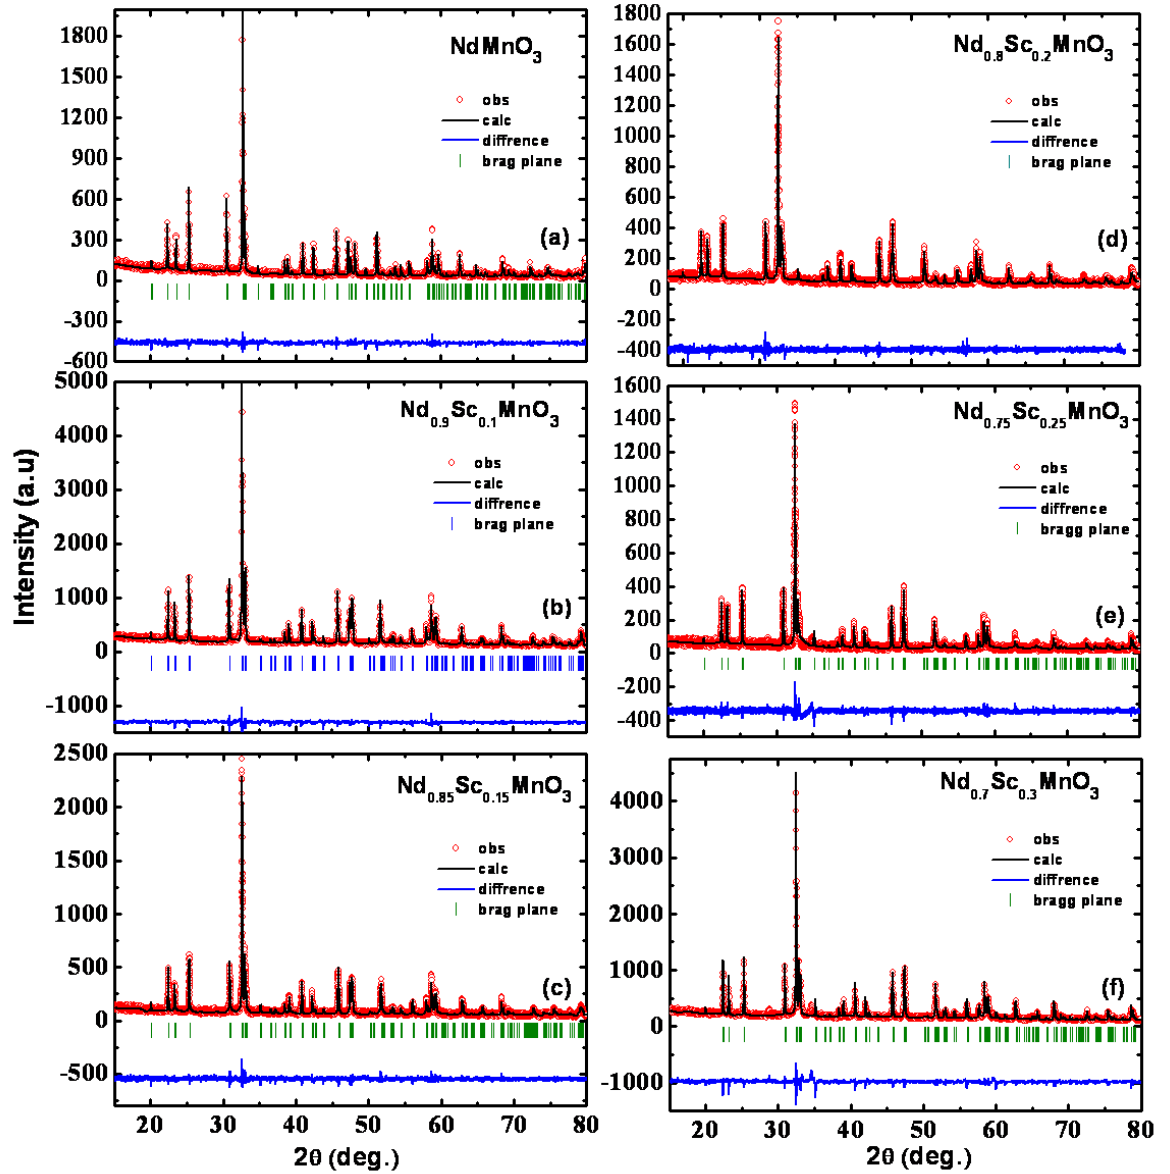 Intensity (a.u)
NdMnO₃
obs
calc
diffrence
brag plane
(a)
1800
1500
1200
900
600
300
0
-300
-600
Nd₀.₉Sc₀.₁MnO₃
obs
calc
diffrence
brag plane
(b)
5000
4000
3000
2000
1000
0
-1000
Nd₀.₈₅Sc₀.₁₅MnO₃
obs
calc
diffrence
brag plane
(c)
2500
2000
1500
1000
500
0
-500
20 30 40 50 60 70 80
2θ (deg.)
Nd₀.₈Sc₀.₂MnO₃
obs
calc
diffrence
brag plane
(d)
1800
1600
1400
1200
1000
800
600
400
200
0
-200
-400
Nd₀.₇₅Sc₀.₂₅MnO₃
obs
calc
diffrence
bragg plane
(e)
1600
1400
1200
1000
800
600
400
200
0
-200
-400
Nd₀.₇Sc₀.₃MnO₃
obs
calc
diffrence
bragg plane
(f)
4000
3000
2000
1000
0
-1000
20 30 40 50 60 70 80
2θ (deg.)